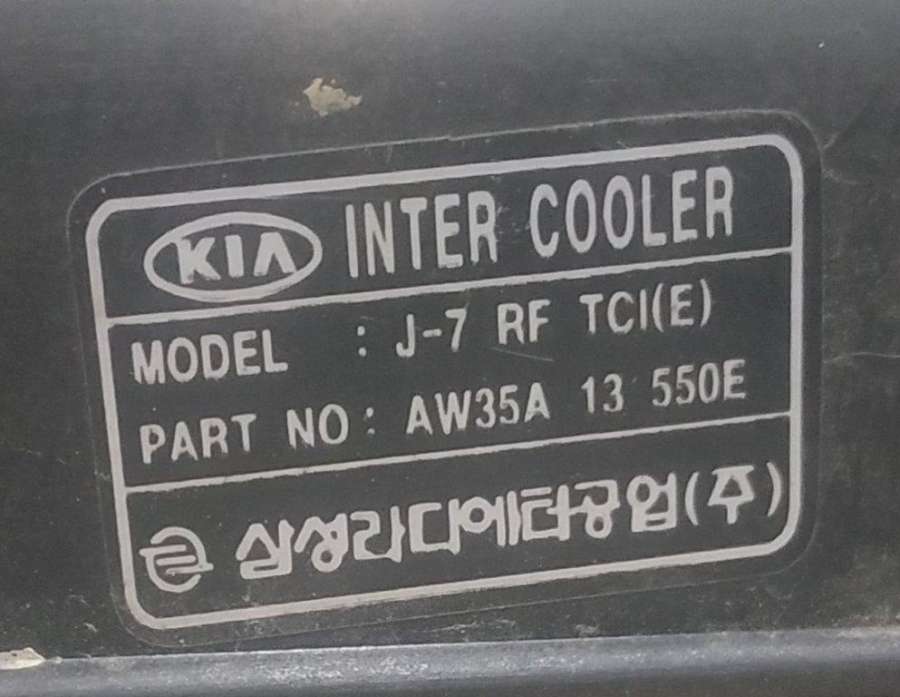 KIA INTER COOLER
MODEL : J-7 RF TCI(E)
PART NO : AW35A 13 550E
삼성라디에터공업(주)